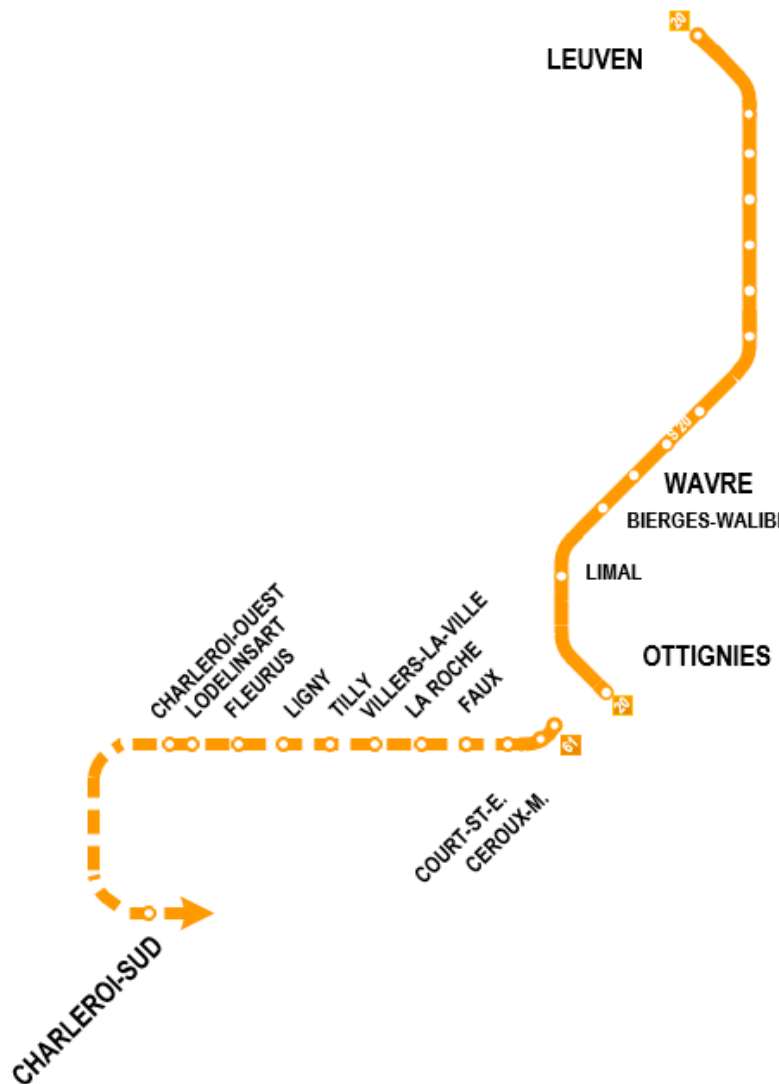 20
LEUVEN
S 20
WAVRE
BIERGES-WALIBI
LIMAL
OTTIGNIES
20
CHARLEROI-OUEST
LODELINSART
FLEURUS
LIGNY
TILLY
VILLERS-LA-VILLE
LA ROCHE
FAUX
61
COURT-ST-E.
CEROUX-M.
CHARLEROI-SUD